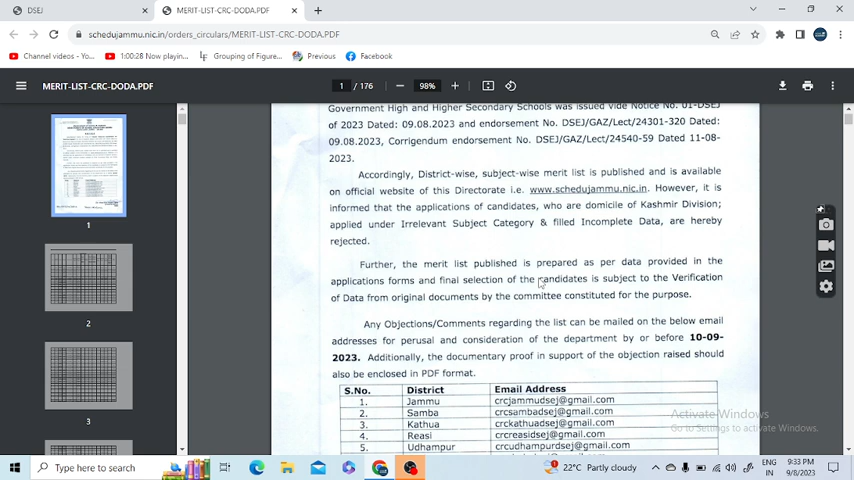 DSEJ
MERIT-LIST-CRC-DODA.PDF
schedujammu.nic.in/orders_circulars/MERIT-LIST-CRC-DODA.PDF
Channel videos - Yo...
1:00:28 Now playin...
Grouping of Figure...
Previous
Facebook
MERIT-LIST-CRC-DODA.PDF
1 / 176
98%
Government High and Higher Secondary Schools was issued vide Notice No. 01-DSEJ
of 2023 Dated: 09.08.2023 and endorsement No. DSEJ/GAZ/Lect/24301-320 Dated:
09.08.2023, Corrigendum endorsement No. DSEJ/GAZ/Lect/24540-59 Dated 11-08-
2023.
Accordingly, District-wise, subject-wise merit list is published and is available
on official website of this Directorate i.e. www.schedujammu.nic.in. However, it is
informed that the applications of candidates, who are domicile of Kashmir Division;
applied under Irrelevant Subject Category & filled Incomplete Data, are hereby
rejected.
Further, the merit list published is prepared as per data provided in the
applications forms and final selection of the candidates is subject to the Verification
of Data from original documents by the committee constituted for the purpose.
Any Objections/Comments regarding the list can be mailed on the below email
addresses for perusal and consideration of the department by or before 10-09-
2023. Additionally, the documentary proof in support of the objection raised should
also be enclosed in PDF format.
S.No. District Email Address
1. Jammu crcjammudsej@gmail.com
2. Samba crcsambadsej@gmail.com
3. Kathua crckathuadsej@gmail.com
4. Reasi crcreasidsej@gmail.com
5. Udhampur crcudhampurdsej@gmail.com
1
2
3
Activate Windows
Go to Settings to activate Windows.
Type here to search
22°C Partly cloudy
ENG
IN
9:33 PM
9/8/2023